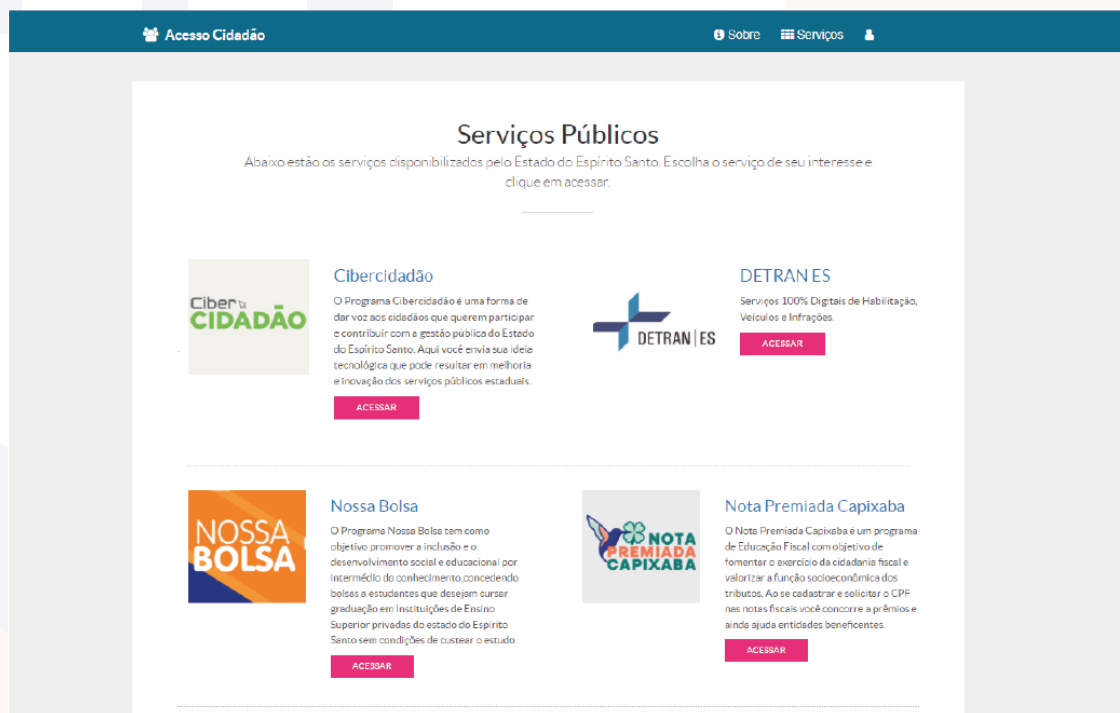 Acesso Cidadão
Sobre
Serviços
Serviços Públicos
Abaixo estão os serviços disponibilizados pelo Estado do Espírito Santo. Escolha o serviço de seu interesse e
clique em acessar.
Ciber
CIDADÃO
Cibercidadão
O Programa Cibercidadão é uma forma de
dar voz aos cidadãos que querem participar
e contribuir com a gestão pública do Estado
do Espírito Santo. Aqui você envia sua ideia
tecnológica que pode resultar em melhoria
e inovação dos serviços públicos estaduais.
ACESSAR
DETRAN|ES
DETRAN ES
Serviços 100% Digitais de Habilitação,
Veículos e Infrações.
ACESSAR
NOSSA
BOLSA
Nossa Bolsa
O Programa Nossa Bolsa tem como
objetivo promover a inclusão e o
desenvolvimento social e educacional por
intermédio do conhecimento,concedendo
bolsas a estudantes que desejam cursar
graduação em Instituições de Ensino
Superior privadas do estado do Espírito
Santo sem condições de custear o estudo.
ACESSAR
NOTA
PREMIADA
CAPIXABA
Nota Premiada Capixaba
O Nota Premiada Capixaba é um programa
de Educação Fiscal com objetivo de
fomentar o exercício da cidadania fiscal e
valorizar a função socioeconômica dos
tributos. Ao se cadastrar e solicitar o CPF
nas notas fiscais você concorre a prêmios e
ainda ajuda entidades beneficentes.
ACESSAR